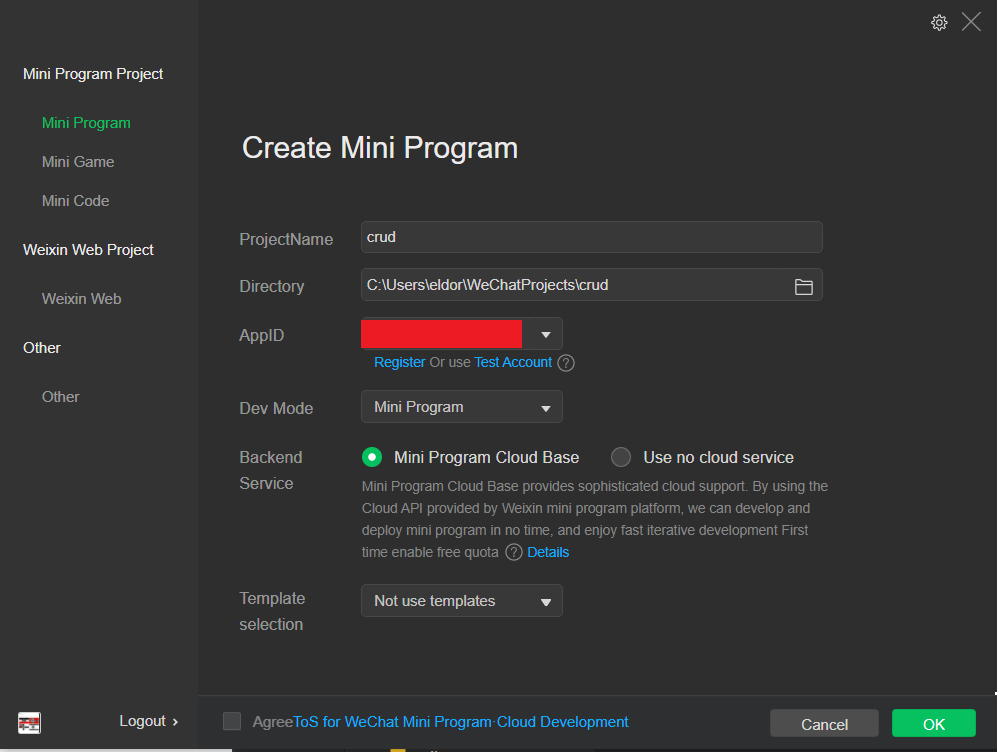 Mini Program Project
Mini Program
Mini Game
Mini Code
Weixin Web Project
Weixin Web
Other
Other
Logout
Create Mini Program
ProjectName
crud
Directory
C:\Users\eldor\WeChatProjects\crud
AppID
Register Or use Test Account ?
Dev Mode
Mini Program
Backend
Service
Mini Program Cloud Base
Use no cloud service
Mini Program Cloud Base provides sophisticated cloud support. By using the
Cloud API provided by Weixin mini program platform, we can develop and
deploy mini program in no time, and enjoy fast iterative development First
time enable free quota ? Details
Template
selection
Not use templates
AgreeToS for WeChat Mini Program·Cloud Development
Cancel
OK